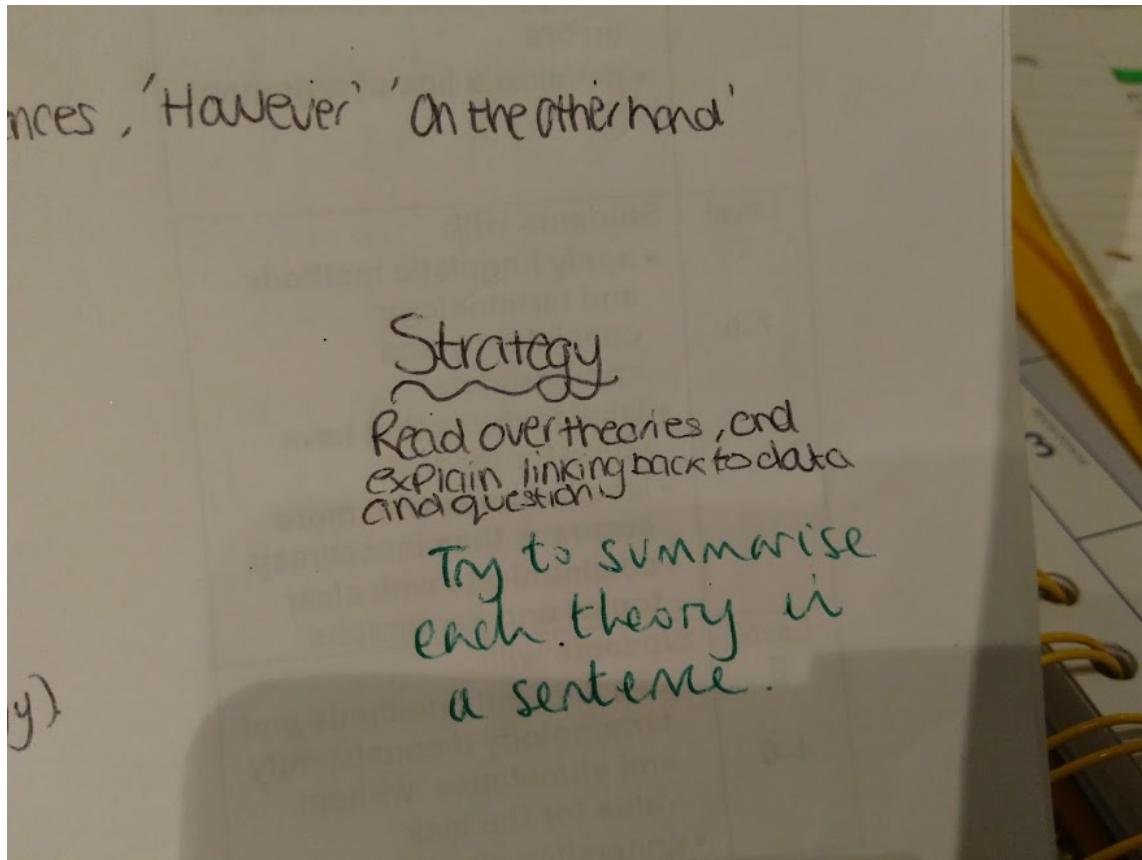 nces, 'However' 'On the other hand'
Strategy
Read over theories, and
explain linking back to data
and question
Try to summarise
each theory in
a sentence.
y)
3